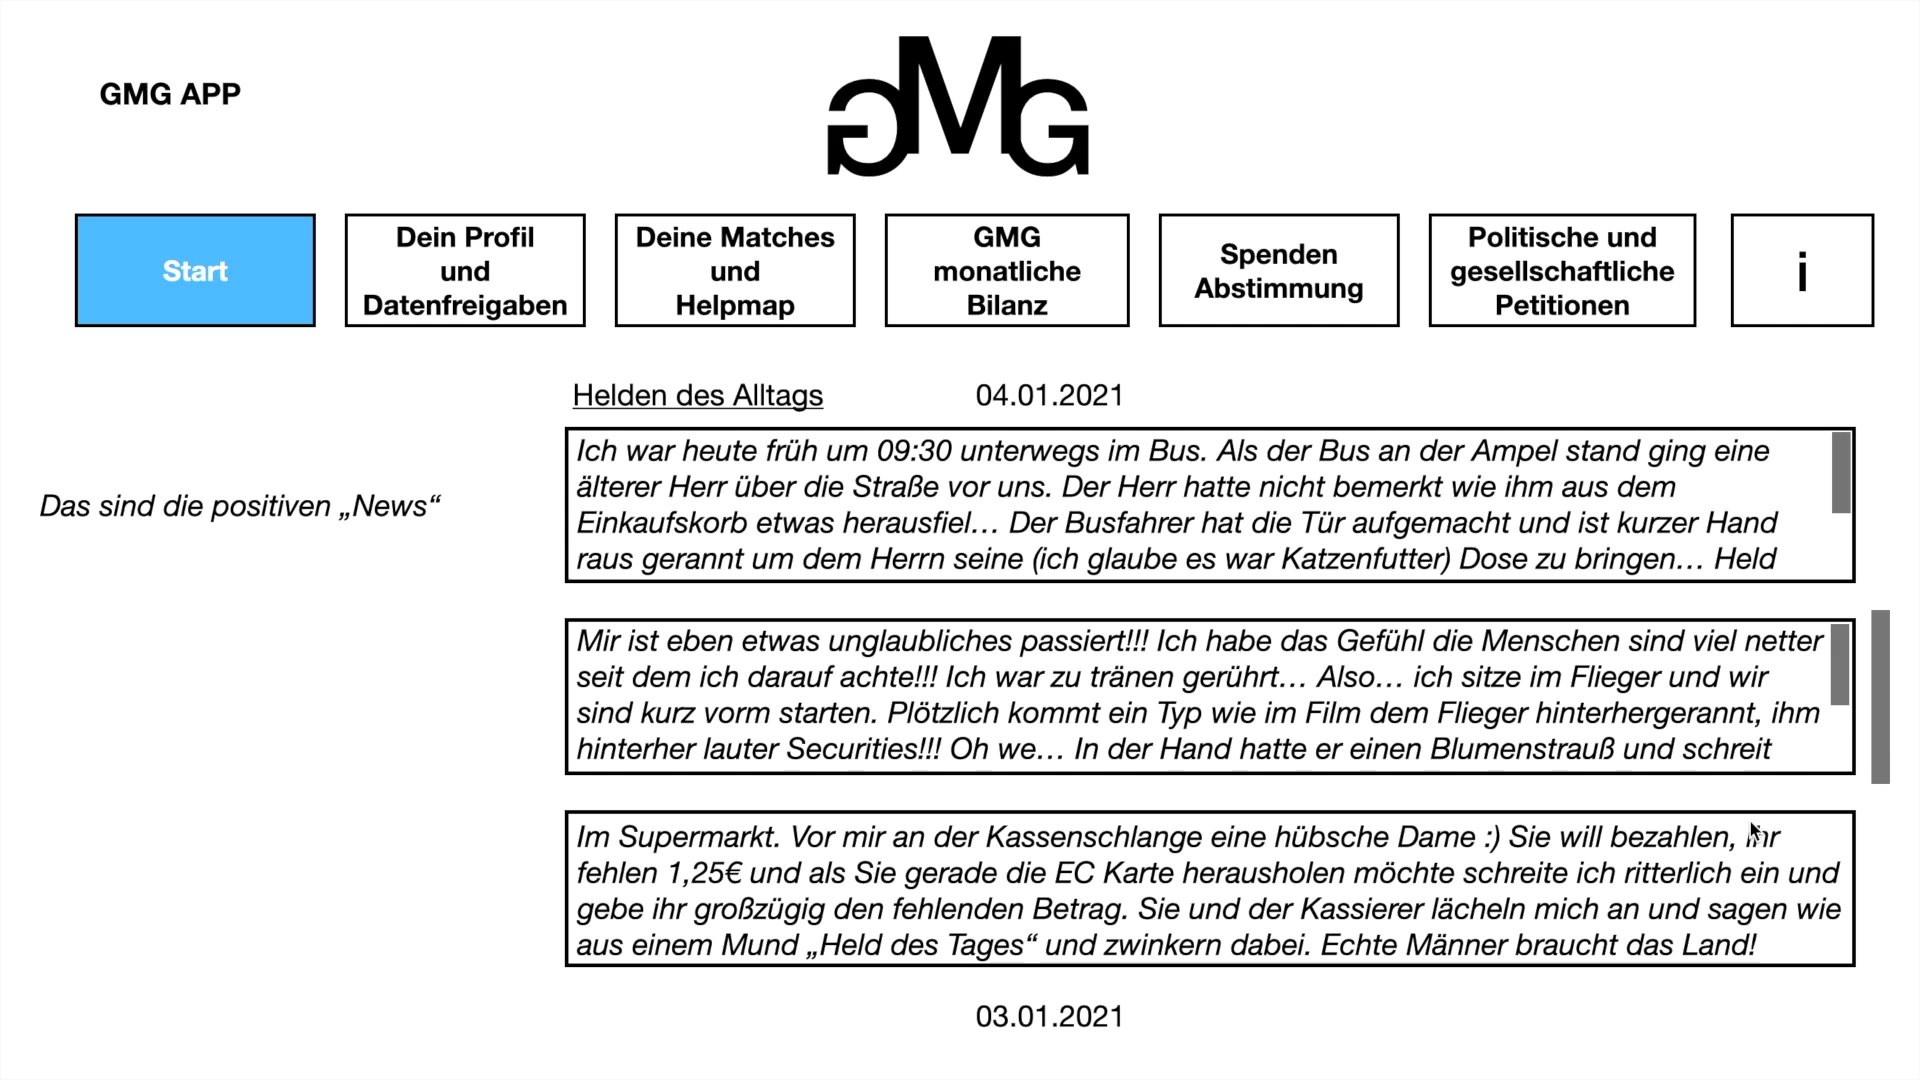 GMG APP
GMG
Start
Dein Profil
und
Datenfreigaben
Deine Matches
und
Helpmap
GMG
monatliche
Bilanz
Spenden
Abstimmung
Politische und
gesellschaftliche
Petitionen
i
Helden des Alltags 04.01.2021
Das sind die positiven „News“
Ich war heute früh um 09:30 unterwegs im Bus. Als der Bus an der Ampel stand ging eine
älterer Herr über die Straße vor uns. Der Herr hatte nicht bemerkt wie ihm aus dem
Einkaufskorb etwas herausfiel… Der Busfahrer hat die Tür aufgemacht und ist kurzer Hand
raus gerannt um dem Herrn seine (ich glaube es war Katzenfutter) Dose zu bringen… Held
Mir ist eben etwas unglaubliches passiert!!! Ich habe das Gefühl die Menschen sind viel netter
seit dem ich darauf achte!!! Ich war zu tränen gerührt… Also… ich sitze im Flieger und wir
sind kurz vorm starten. Plötzlich kommt ein Typ wie im Film dem Flieger hinterhergerannt, ihm
hinterher lauter Securities!!! Oh we… In der Hand hatte er einen Blumenstrauß und schreit
Im Supermarkt. Vor mir an der Kassenschlange eine hübsche Dame :) Sie will bezahlen, ihr
fehlen 1,25€ und als Sie gerade die EC Karte herausholen möchte schreite ich ritterlich ein und
gebe ihr großzügig den fehlenden Betrag. Sie und der Kassierer lächeln mich an und sagen wie
aus einem Mund „Held des Tages“ und zwinkern dabei. Echte Männer braucht das Land!
03.01.2021